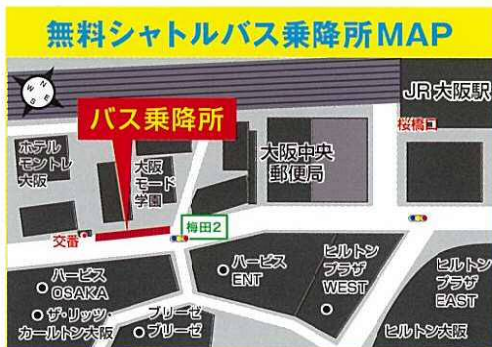 無料シャトルバス乗降所MAP
N
W
S
E
JR大阪駅
バス乗降所
桜橋口
ホテル
モントレ
大阪
大阪
モード
学園
大阪中央
郵便局
梅田2
交番
ハービス
OSAKA
ハービス
ENT
ヒルトン
プラザ
WEST
ヒルトン
プラザ
EAST
ザ・リッツ・
カールトン大阪
ブリーゼ
ブリーゼ
ヒルトン大阪